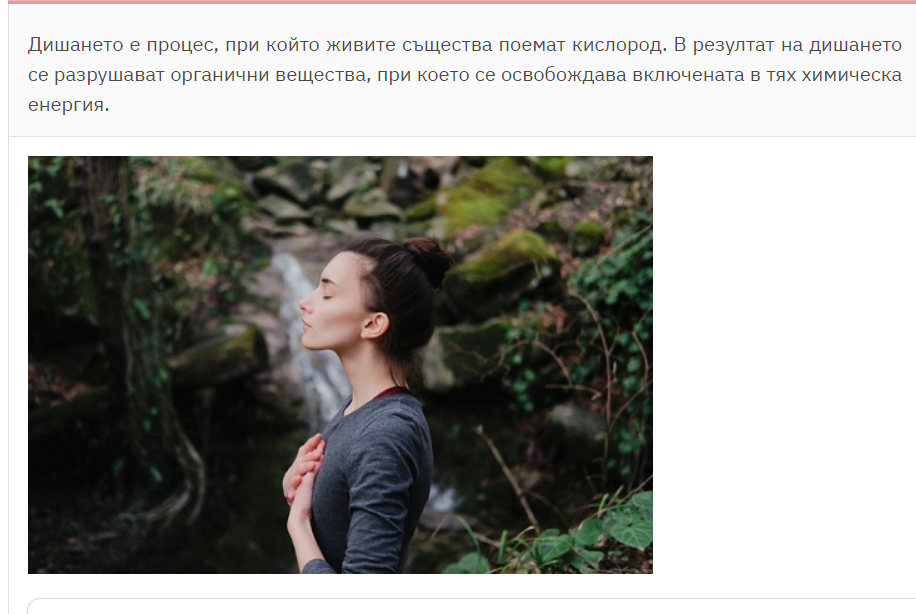 Дишането е процес, при който живите същества поемат кислород. В резултат на дишането
се разрушават органични вещества, при което се освобождава включената в тях химическа
енергия.